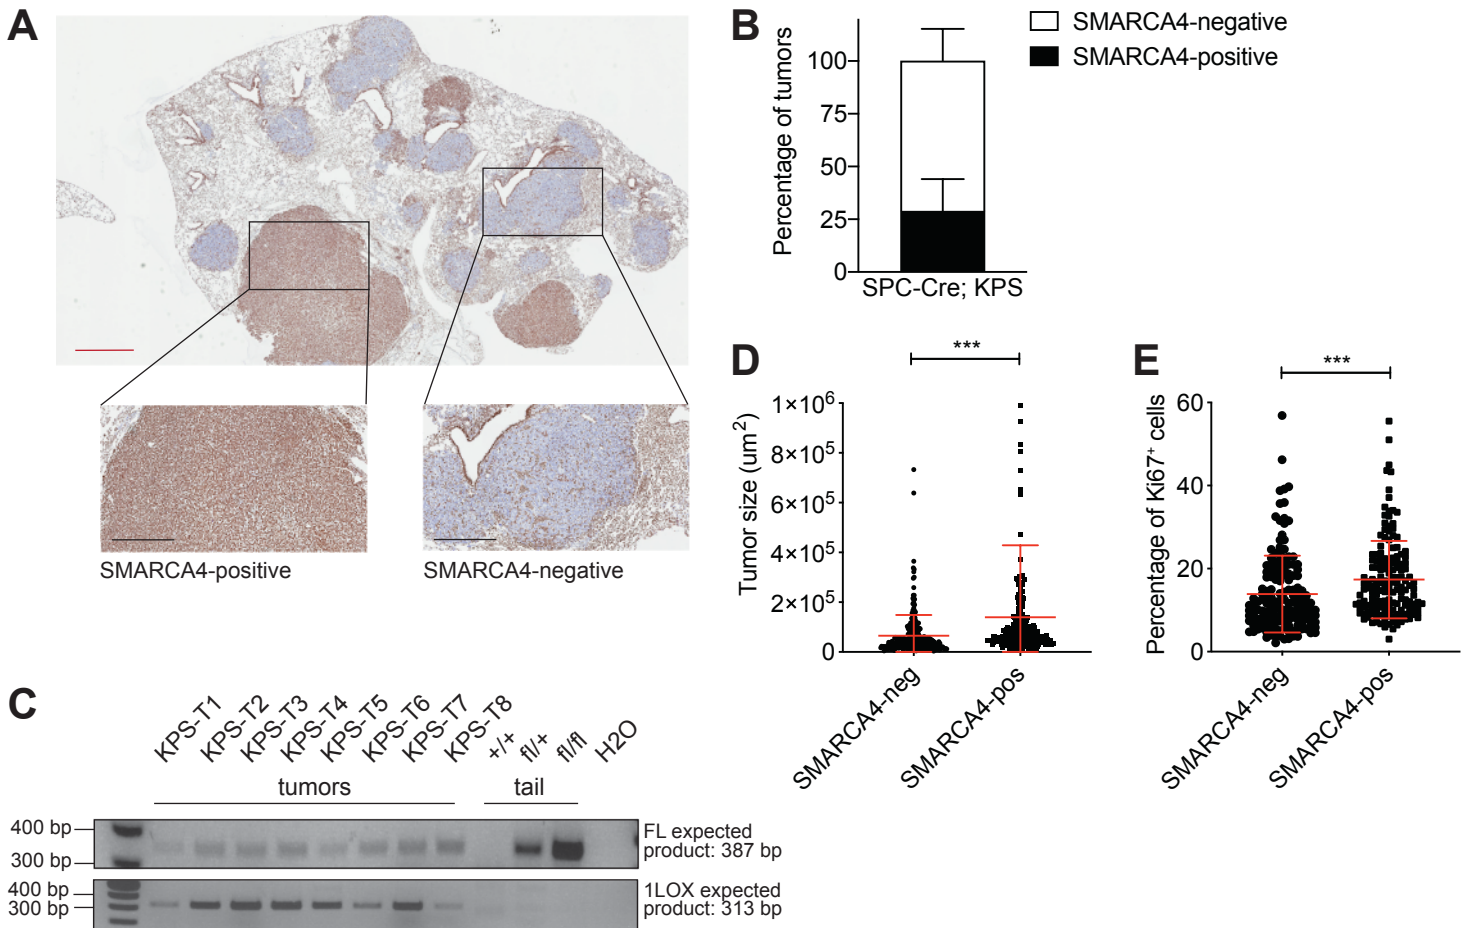 A
SMARCA4-positive
SMARCA4-negative
B
SMARCA4-negative
SMARCA4-positive
Percentage of tumors
100
75
50
25
0
SPC-Cre; KPS
C
KPS-T1
KPS-T2
KPS-T3
KPS-T4
KPS-T5
KPS-T6
KPS-T7
KPS-T8
+/+
fl/+
fl/fl
H2O
tumors
tail
400 bp
300 bp
FL expected
product: 387 bp
400 bp
300 bp
1LOX expected
product: 313 bp
D
***
Tumor size (um²)
1×10⁶
8×10⁵
6×10⁵
4×10⁵
2×10⁵
0
SMARCA4-neg
SMARCA4-pos
E
***
Percentage of Ki67⁺ cells
60
40
20
0
SMARCA4-neg
SMARCA4-pos